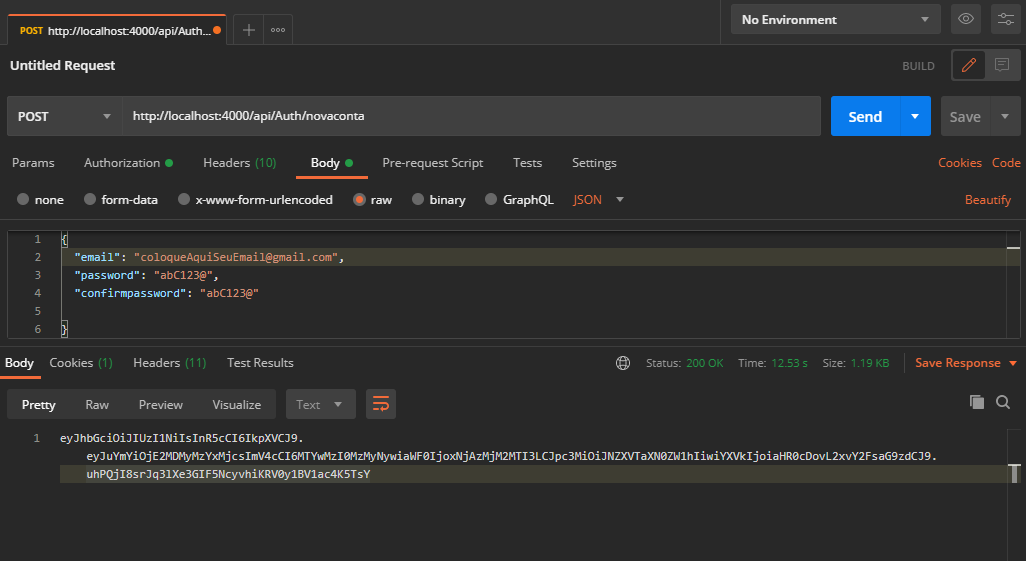 POST http://localhost:4000/api/Auth...
No Environment
Untitled Request
BUILD
POST http://localhost:4000/api/Auth/novaconta Send Save
Params Authorization Headers (10) Body Pre-request Script Tests Settings Cookies Code
none form-data x-www-form-urlencoded raw binary GraphQL JSON Beautify
1 {
2 "email": "coloqueAquiSeuEmail@gmail.com",
3 "password": "abC123@",
4 "confirmpassword": "abC123@"
5
6 }
Body Cookies (1) Headers (11) Test Results Status: 200 OK Time: 12.53 s Size: 1.19 KB Save Response
Pretty Raw Preview Visualize Text
1 eyJhbGciOiJIUzI1NiIsInR5cCI6IkpXVCJ9.
eyJuYmYiOjE2MDMyMzYxMjcsImV4cCI6MTYwMzI0MzMyNywiaWF0IjoxNjAzMjM2MTI3LCJpc3MiOiJNZXVTaXN0ZW1hIiwiYXVkIjoiaHR0cDovL2xvY2FsaG9zdCJ9.
uhPQjI8srJq3lXe3GIF5NcyvhiKRV0y1BV1ac4K5TsY